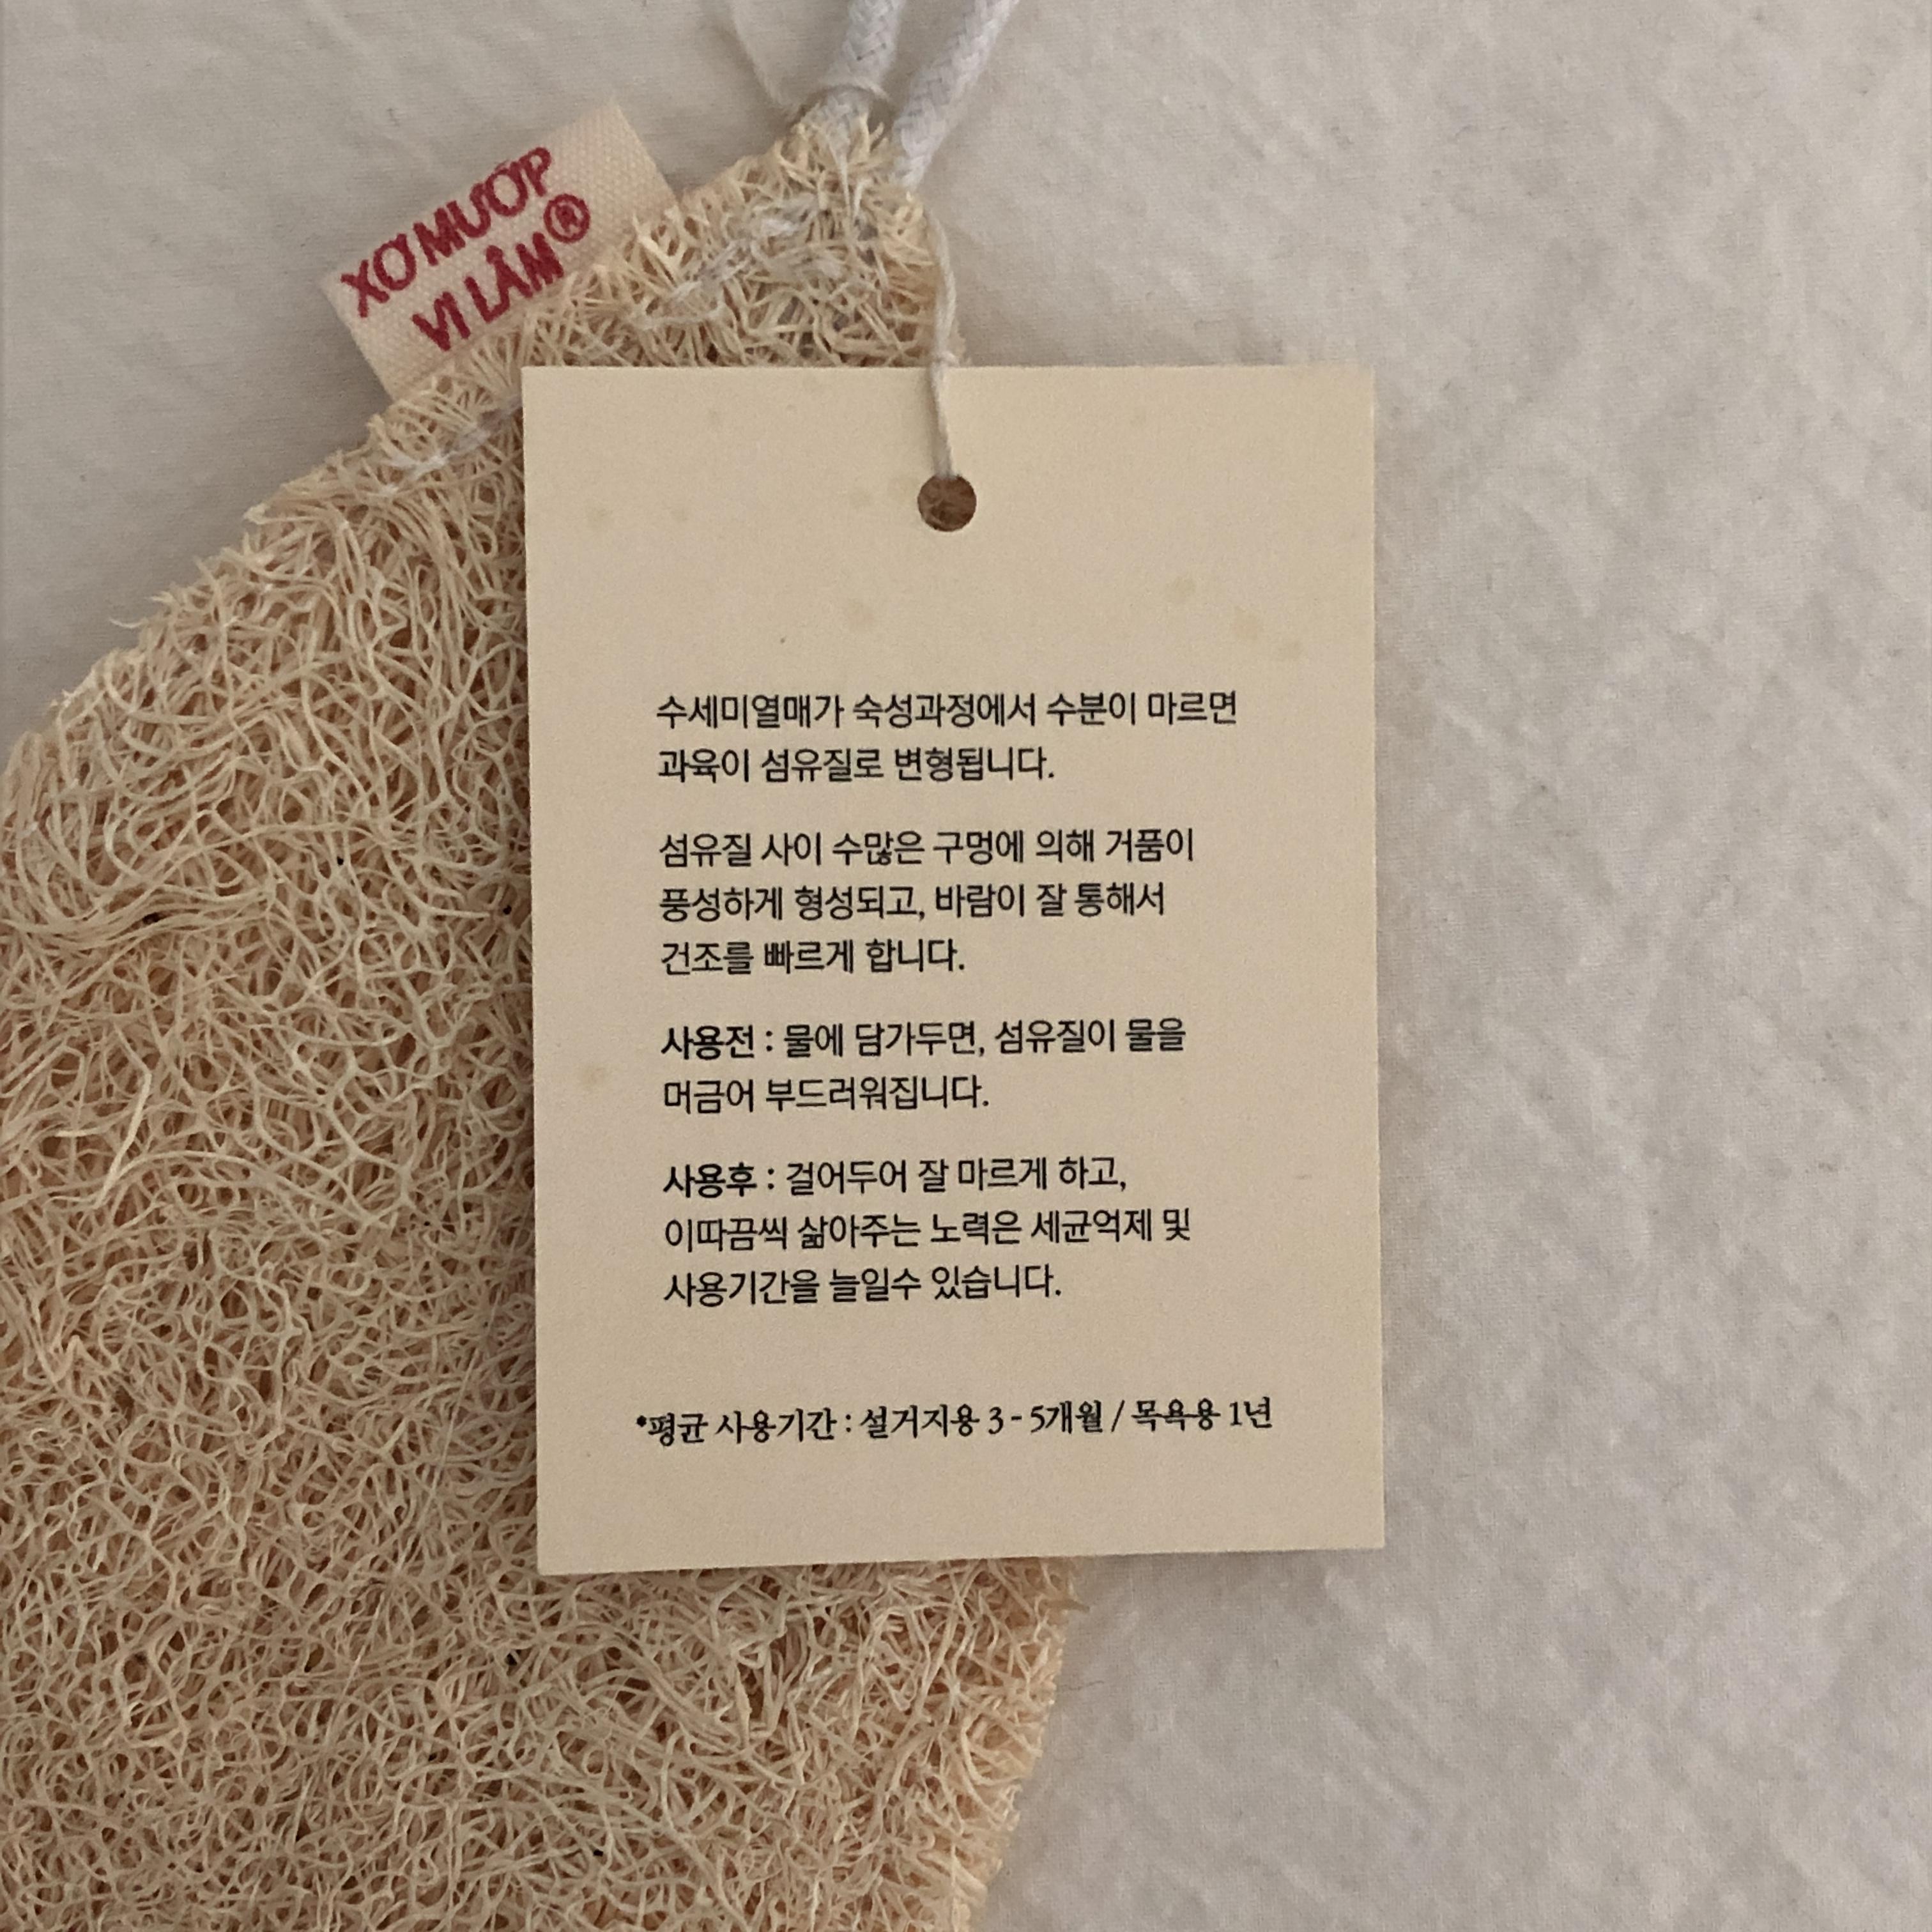 XƠ MƯỚP
VI LÂM®
수세미열매가 숙성과정에서 수분이 마르면
과육이 섬유질로 변형됩니다.
섬유질 사이 수많은 구멍에 의해 거품이
풍성하게 형성되고, 바람이 잘 통해서
건조를 빠르게 합니다.
사용전 : 물에 담가두면, 섬유질이 물을
머금어 부드러워집니다.
사용후 : 걸어두어 잘 마르게 하고,
이따끔씩 삶아주는 노력은 세균억제 및
사용기간을 늘일수 있습니다.
*평균 사용기간 : 설거지용 3 - 5개월 / 목욕용 1년